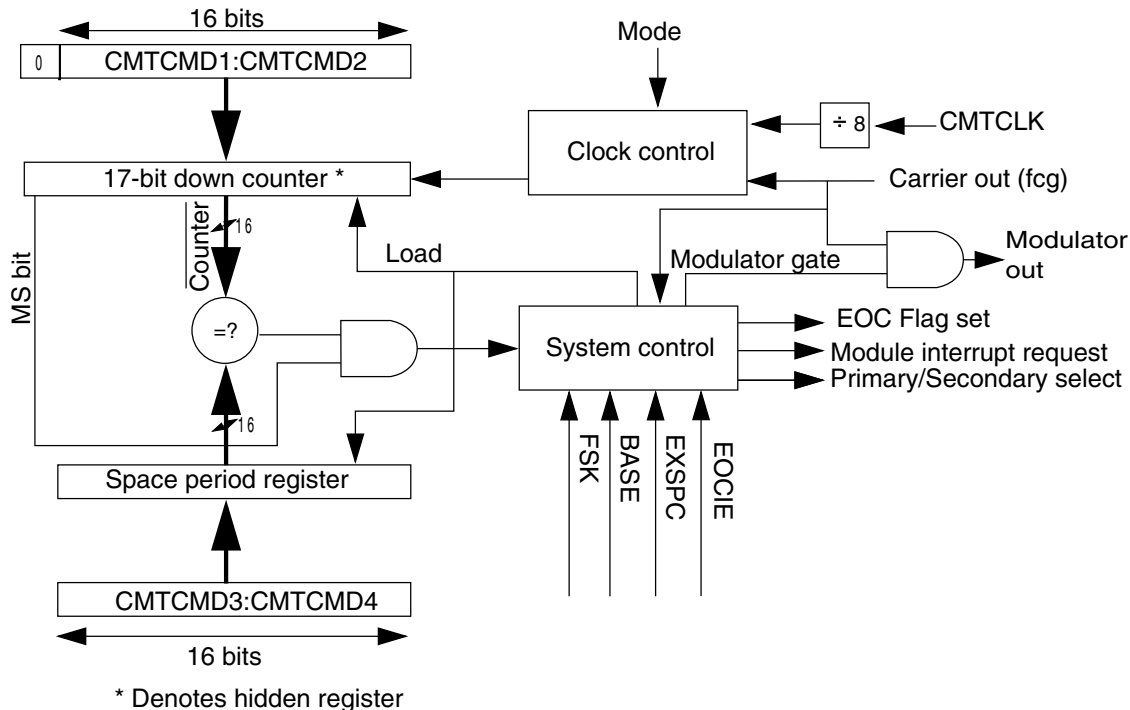 16 bits
Mode
0
CMTCMD1:CMTCMD2
÷ 8
CMTCLK
Clock control
17-bit down counter *
Carrier out (fcg)
Counter
16
MS bit
Load
Modulator gate
Modulator
out
=?
System control
EOC Flag set
Module interrupt request
Primary/Secondary select
16
FSK
BASE
EXSPC
EOCIE
Space period register
CMTCMD3:CMTCMD4
16 bits
* Denotes hidden register